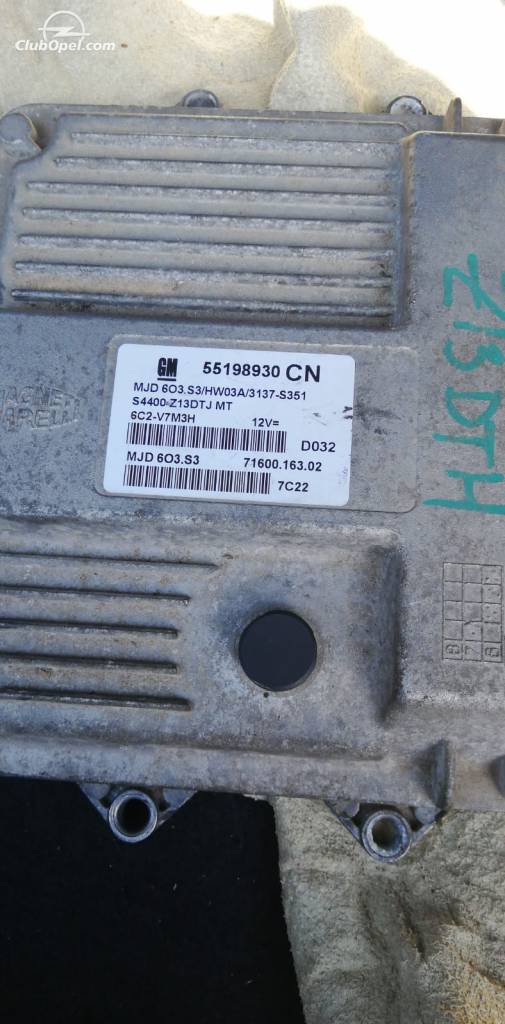 ClubOpel.com
GM 55198930 CN
MJD 6O3.S3/HW03A/3137-S351
S4400 Z13DTJ MT
6C2-V7M3H 12V=
D032
MJD 6O3.S3 71600.163.02
7C22
MAGNETI
MARELLI
Z13DTH